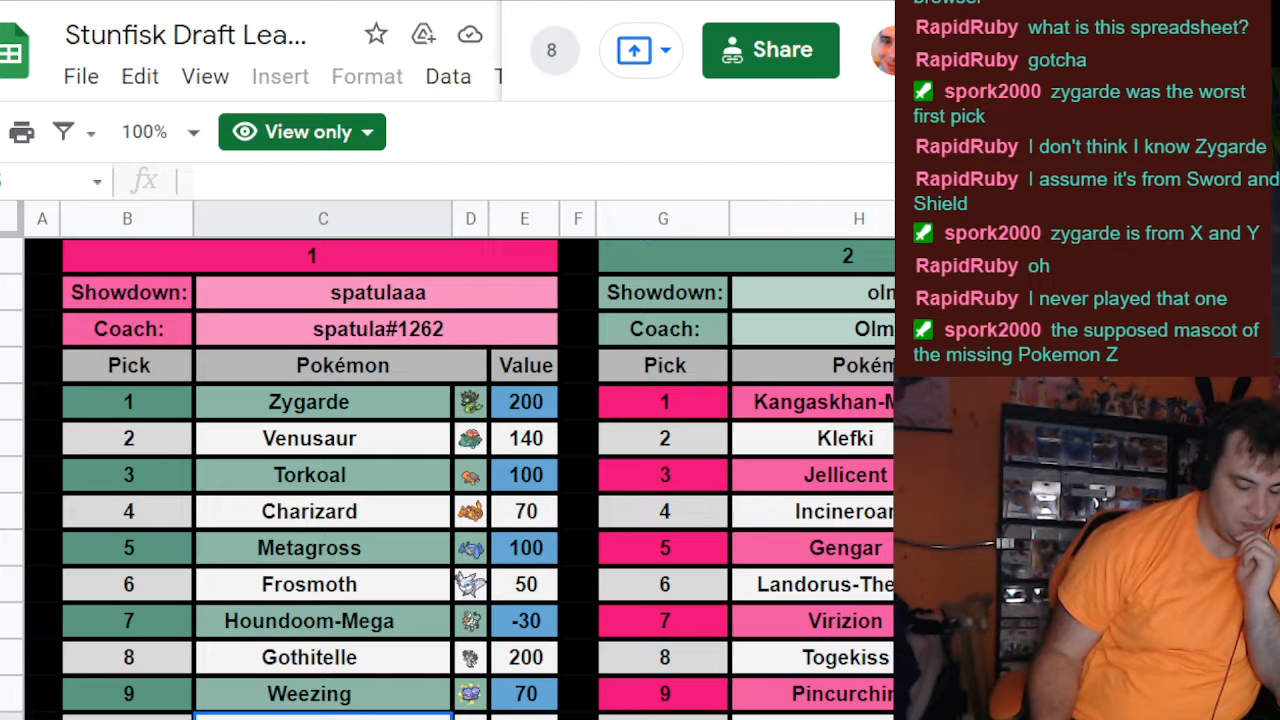 Stunfisk Draft Lea...
File Edit View Insert Format Data
8
Share
100%
View only
fx
A B C D E F G H
1
Showdown: spatulaaa
Coach: spatula#1262
Pick Pokémon Value
1 Zygarde 200
2 Venusaur 140
3 Torkoal 100
4 Charizard 70
5 Metagross 100
6 Frosmoth 50
7 Houndoom-Mega -30
8 Gothitelle 200
9 Weezing 70
2
Showdown:
Coach:
Pick
1 Kangaskhan-M
2 Klefki
3 Jellicent
4 Incineroar
5 Gengar
6 Landorus-The
7 Virizion
8 Togekiss
9 Pincurchin
browser
RapidRuby what is this spreadsheet?
RapidRuby gotcha
spork2000 zygarde was the worst
first pick
RapidRuby I don't think I know Zygarde
RapidRuby I assume it's from Sword and
Shield
spork2000 zygarde is from X and Y
RapidRuby oh
RapidRuby I never played that one
spork2000 the supposed mascot of
the missing Pokemon Z